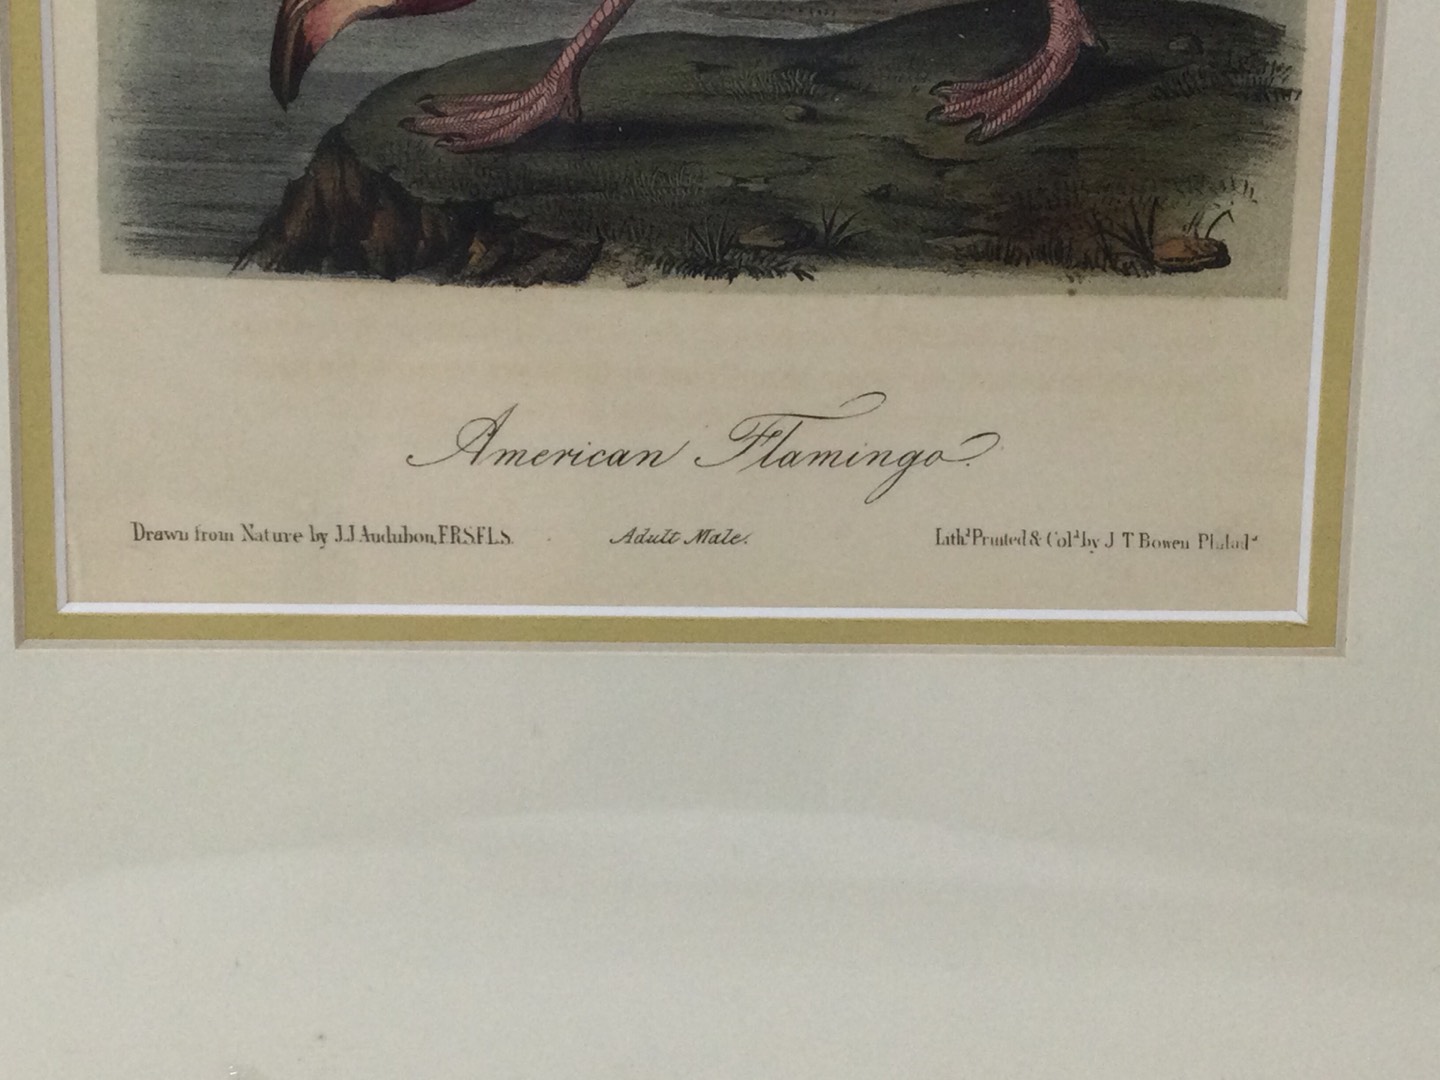 American Flamingo.
Drawn from Nature by J.J. Audubon, F.R.S.F.L.S. Adult Male. Lith.d Printed & Col.d by J. T. Bowen Philad.a